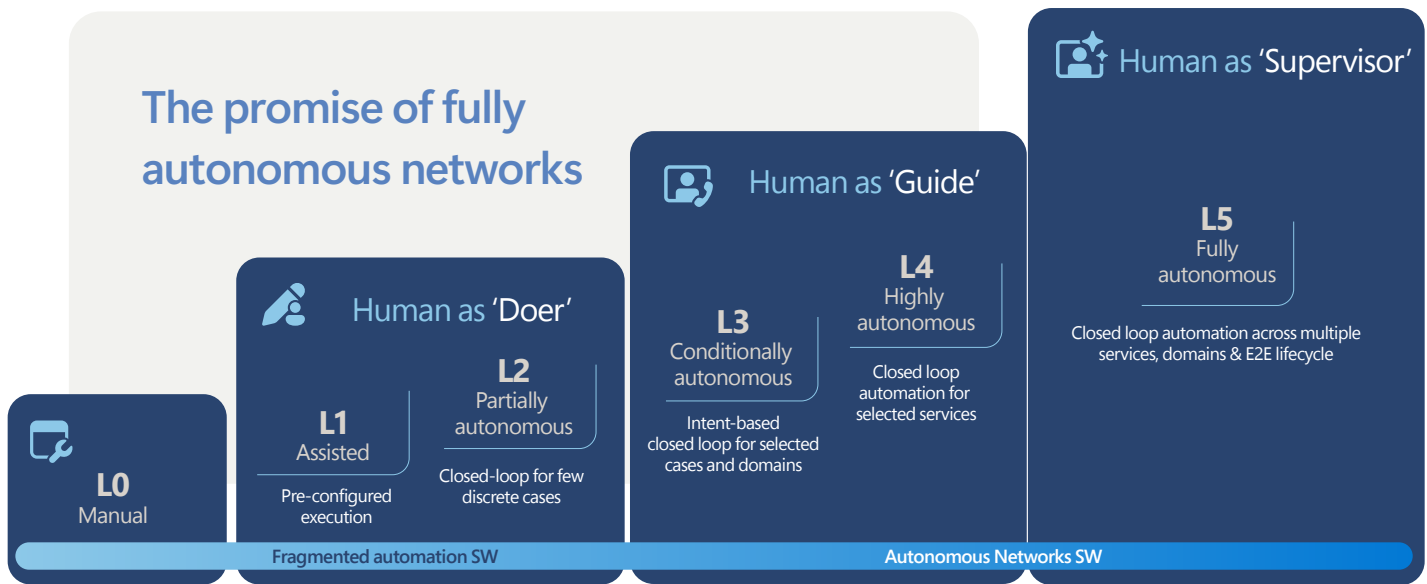 The promise of fully
autonomous networks
L0
Manual
Human as 'Doer'
L1
Assisted
Pre-configured
execution
L2
Partially
autonomous
Closed-loop for few
discrete cases
Human as 'Guide'
L3
Conditionally
autonomous
Intent-based
closed loop for selected
cases and domains
L4
Highly
autonomous
Closed loop
automation for
selected services
Human as 'Supervisor'
L5
Fully
autonomous
Closed loop automation across multiple
services, domains & E2E lifecycle
Fragmented automation SW
Autonomous Networks SW